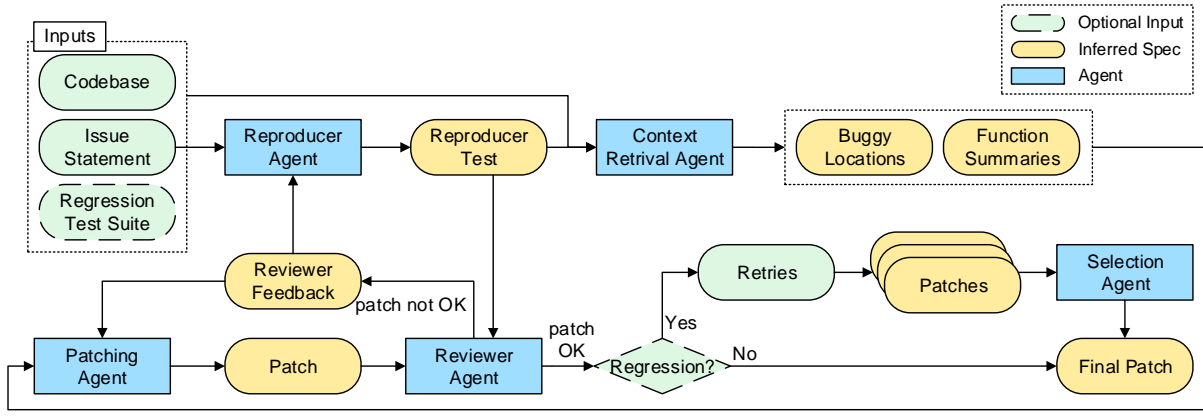 Inputs
Codebase
Issue
Statement
Regression
Test Suite
Reproducer
Agent
Reproducer
Test
Context
Retrival Agent
Buggy
Locations
Function
Summaries
Optional Input
Inferred Spec
Agent
Reviewer
Feedback
patch not OK
Patching
Agent
Patch
Reviewer
Agent
patch
OK
Regression?
Yes
No
Retries
Patches
Selection
Agent
Final Patch